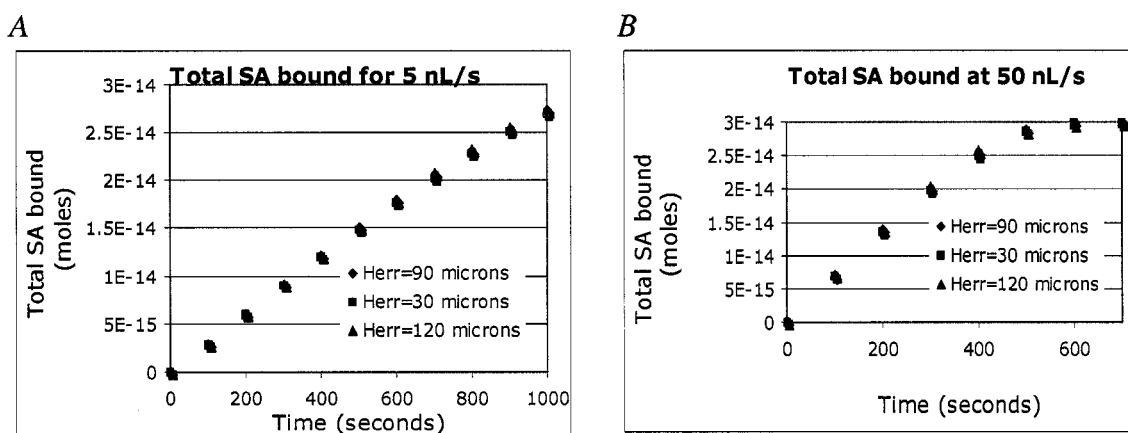 A
Total SA bound for 5 nL/s
Total SA bound
(moles)
3E-14
2.5E-14
2E-14
1.5E-14
1E-14
5E-15
0
Herr=90 microns
Herr=30 microns
Herr=120 microns
0 200 400 600 800 1000
Time (seconds)
B
Total SA bound at 50 nL/s
Total SA bound
(moles)
3E-14
2.5E-14
2E-14
1.5E-14
1E-14
5E-15
0
Herr=90 microns
Herr=30 microns
Herr=120 microns
0 200 400 600
Time (seconds)